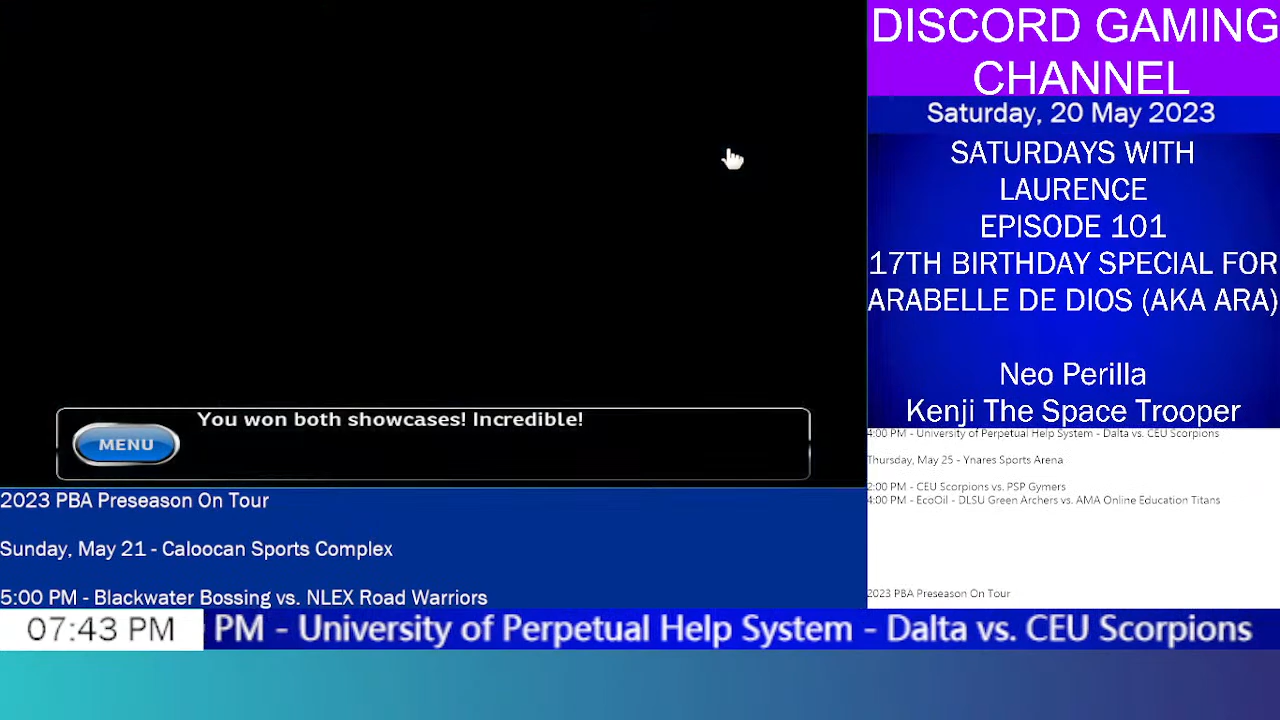 DISCORD GAMING
CHANNEL
Saturday, 20 May 2023
SATURDAYS WITH
LAURENCE
EPISODE 101
17TH BIRTHDAY SPECIAL FOR
ARABELLE DE DIOS (AKA ARA)
Neo Perilla
Kenji The Space Trooper
You won both showcases! Incredible!
MENU
4:00 PM - University of Perpetual Help System - Dalta vs. CEU Scorpions
Thursday, May 25 - Ynares Sports Arena
2:00 PM - CEU Scorpions vs. PSP Gymers
4:00 PM - EcoOil - DLSU Green Archers vs. AMA Online Education Titans
2023 PBA Preseason On Tour
2023 PBA Preseason On Tour
Sunday, May 21 - Caloocan Sports Complex
5:00 PM - Blackwater Bossing vs. NLEX Road Warriors
07:43 PM
PM - University of Perpetual Help System - Dalta vs. CEU Scorpions